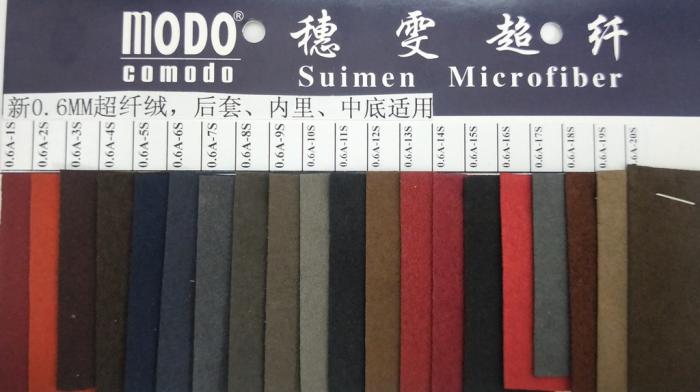 MODO®
comodo
穗雯超纤
Suimen Microfiber
新0.6MM超纤绒，后套、内里、中底适用
0.6A-1S
0.6A-2S
0.6A-3S
0.6A-4S
0.6A-5S
0.6A-6S
0.6A-7S
0.6A-8S
0.6A-9S
0.6A-10S
0.6A-11S
0.6A-12S
0.6A-13S
0.6A-14S
0.6A-15S
0.6A-16S
0.6A-17S
0.6A-18S
0.6A-19S
0.6A-20S